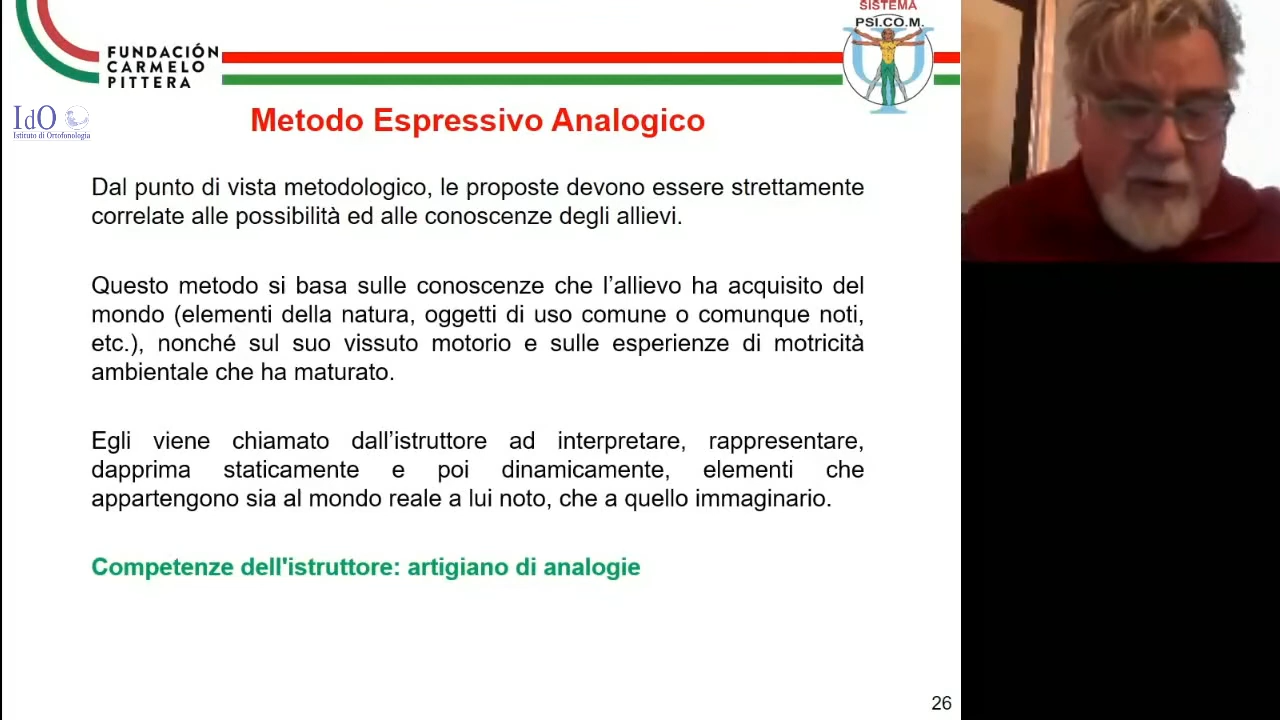 SISTEMA
PSI.CO.M.
FUNDACIÓN
CARMELO
PITTERA
IdO
Istituto di Ortofonologia
Metodo Espressivo Analogico
Dal punto di vista metodologico, le proposte devono essere strettamente
correlate alle possibilità ed alle conoscenze degli allievi.
Questo metodo si basa sulle conoscenze che l’allievo ha acquisito del
mondo (elementi della natura, oggetti di uso comune o comunque noti,
etc.), nonché sul suo vissuto motorio e sulle esperienze di motricità
ambientale che ha maturato.
Egli viene chiamato dall’istruttore ad interpretare, rappresentare,
dapprima staticamente e poi dinamicamente, elementi che
appartengono sia al mondo reale a lui noto, che a quello immaginario.
Competenze dell'istruttore: artigiano di analogie
26